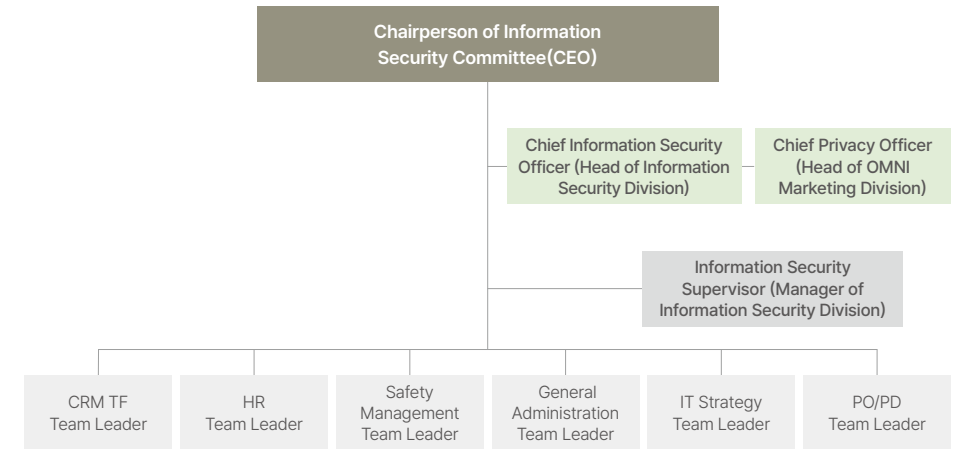 Chairperson of Information
Security Committee(CEO)
Chief Information Security
Officer (Head of Information
Security Division)
Chief Privacy Officer
(Head of OMNI
Marketing Division)
Information Security
Supervisor (Manager of
Information Security Division)
CRM TF
Team Leader
HR
Team Leader
Safety
Management
Team Leader
General
Administration
Team Leader
IT Strategy
Team Leader
PO/PD
Team Leader